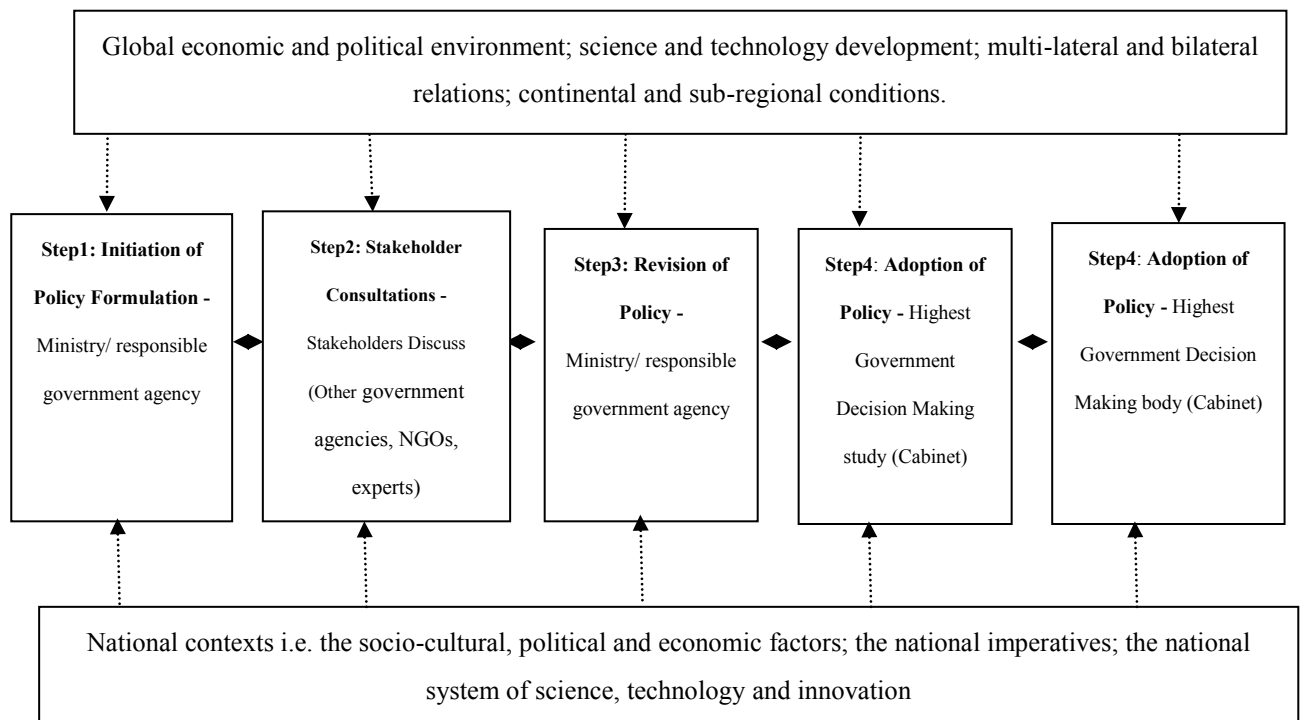 Global economic and political environment; science and technology development; multi-lateral and bilateral
relations; continental and sub-regional conditions.
Step1: Initiation of
Policy Formulation -
Ministry/ responsible
government agency
Step2: Stakeholder
Consultations -
Stakeholders Discuss
(Other government
agencies, NGOs,
experts)
Step3: Revision of
Policy -
Ministry/ responsible
government agency
Step4: Adoption of
Policy - Highest
Government
Decision Making
study (Cabinet)
Step4: Adoption of
Policy - Highest
Government Decision
Making body (Cabinet)
National contexts i.e. the socio-cultural, political and economic factors; the national imperatives; the national
system of science, technology and innovation